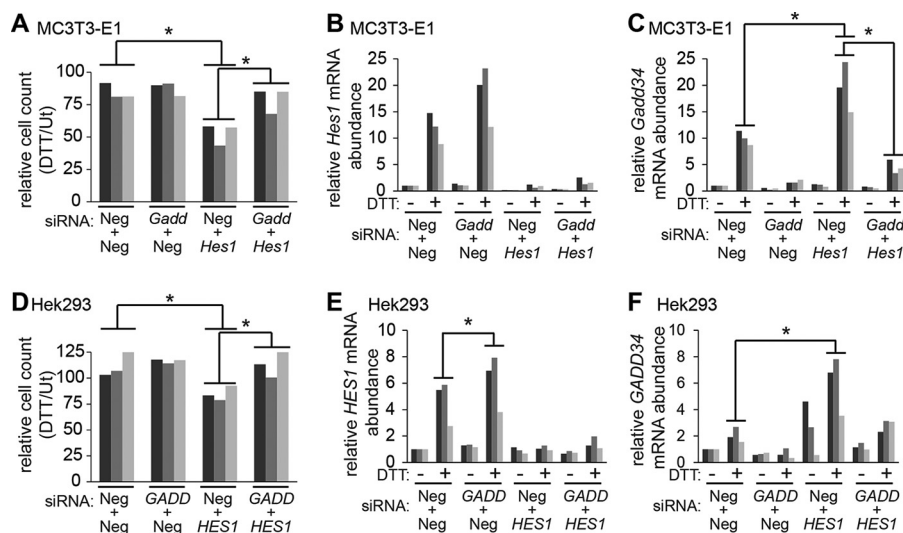 A MC3T3-E1
*
*
relative cell count
(DTT/Ut)
100
75
50
25
0
siRNA:
Neg + Neg
Gadd + Neg
Neg + Hes1
Gadd + Hes1
B MC3T3-E1
relative Hes1 mRNA
abundance
25
20
15
10
5
0
DTT: - + - + - + - +
siRNA:
Neg + Neg
Gadd + Neg
Neg + Hes1
Gadd + Hes1
C MC3T3-E1
*
*
relative Gadd34
mRNA abundance
25
20
15
10
5
0
DTT: - + - + - + - +
siRNA:
Neg + Neg
Gadd + Neg
Neg + Hes1
Gadd + Hes1
D Hek293
*
*
relative cell count
(DTT/Ut)
125
100
75
50
25
0
siRNA:
Neg + Neg
GADD + Neg
Neg + HES1
GADD + HES1
E Hek293
*
relative HES1 mRNA
abundance
10
8
6
4
2
0
DTT: - + - + - + - +
siRNA:
Neg + Neg
GADD + Neg
Neg + HES1
GADD + HES1
F Hek293
*
relative GADD34
mRNA abundance
10
8
6
4
2
0
DTT: - + - + - + - +
siRNA:
Neg + Neg
GADD + Neg
Neg + HES1
GADD + HES1